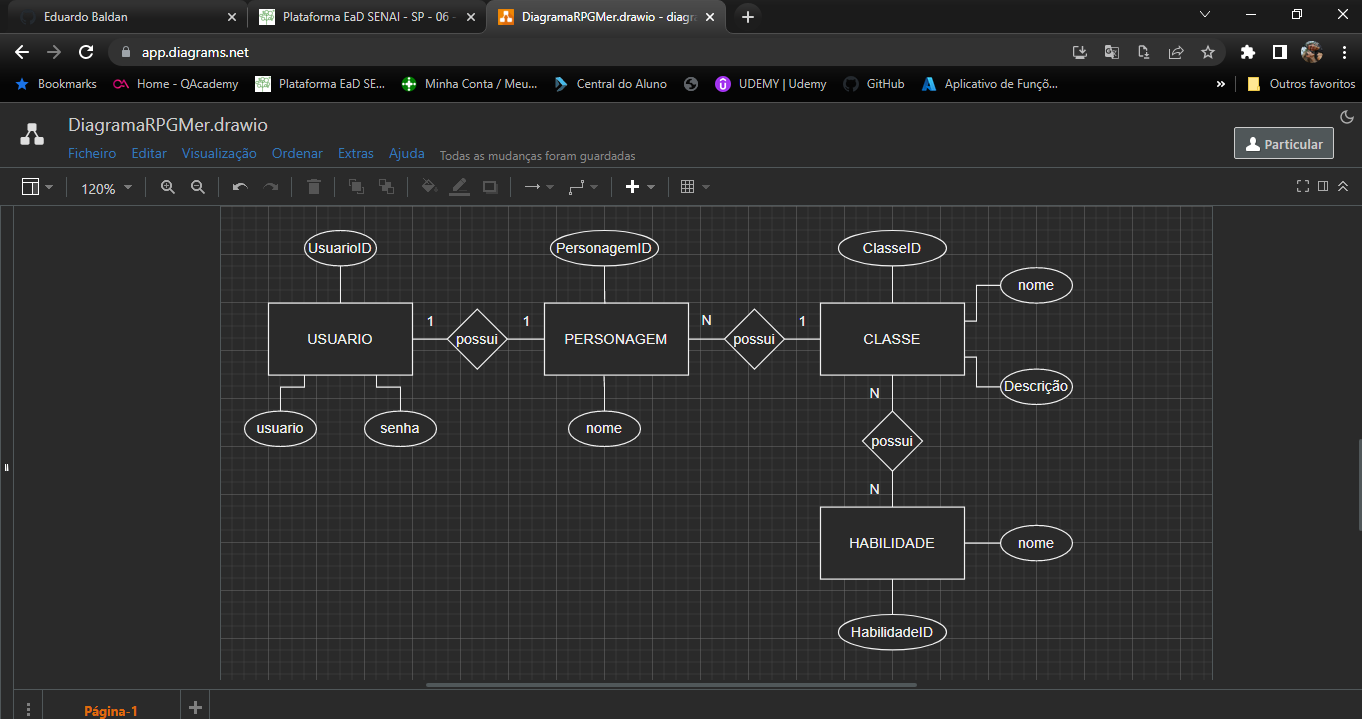 Eduardo Baldan
Plataforma EaD SENAI - SP - 06 -
DiagramaRPGMer.drawio - diagra
app.diagrams.net
Bookmarks
Home - QAcademy
Plataforma EaD SE...
Minha Conta / Meu...
Central do Aluno
UDEMY | Udemy
GitHub
Aplicativo de Funçõ...
»
Outros favoritos
DiagramaRPGMer.drawio
Ficheiro Editar Visualização Ordenar Extras Ajuda Todas as mudanças foram guardadas
Particular
120%
UsuarioID
PersonagemID
ClasseID
nome
USUARIO
1
possui
1
PERSONAGEM
N
possui
1
CLASSE
Descrição
usuario
senha
nome
N
possui
N
HABILIDADE
nome
HabilidadeID
Página-1